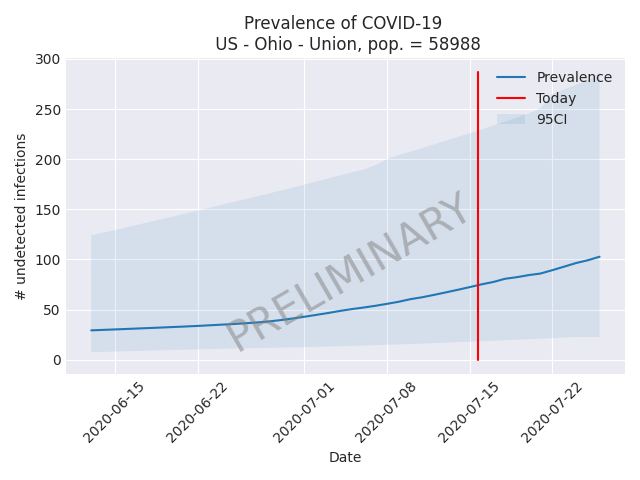 Prevalence of COVID-19
US - Ohio - Union, pop. = 58988
# undetected infections
300
250
200
150
100
50
0
Prevalence
Today
95CI
PRELIMINARY
2020-06-15
2020-06-22
2020-07-01
2020-07-08
2020-07-15
2020-07-22
Date